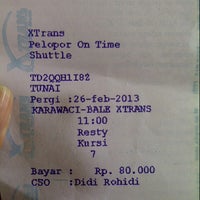 XTrans
Pelopor On Time
Shuttle
TD2QQH1I8Z
TUNAI
Pergi :26-feb-2013
KARAWACI-BALE XTRANS
11:00
Resty
Kursi
7
Bayar : Rp. 80.000
CSO :Didi Rohidi